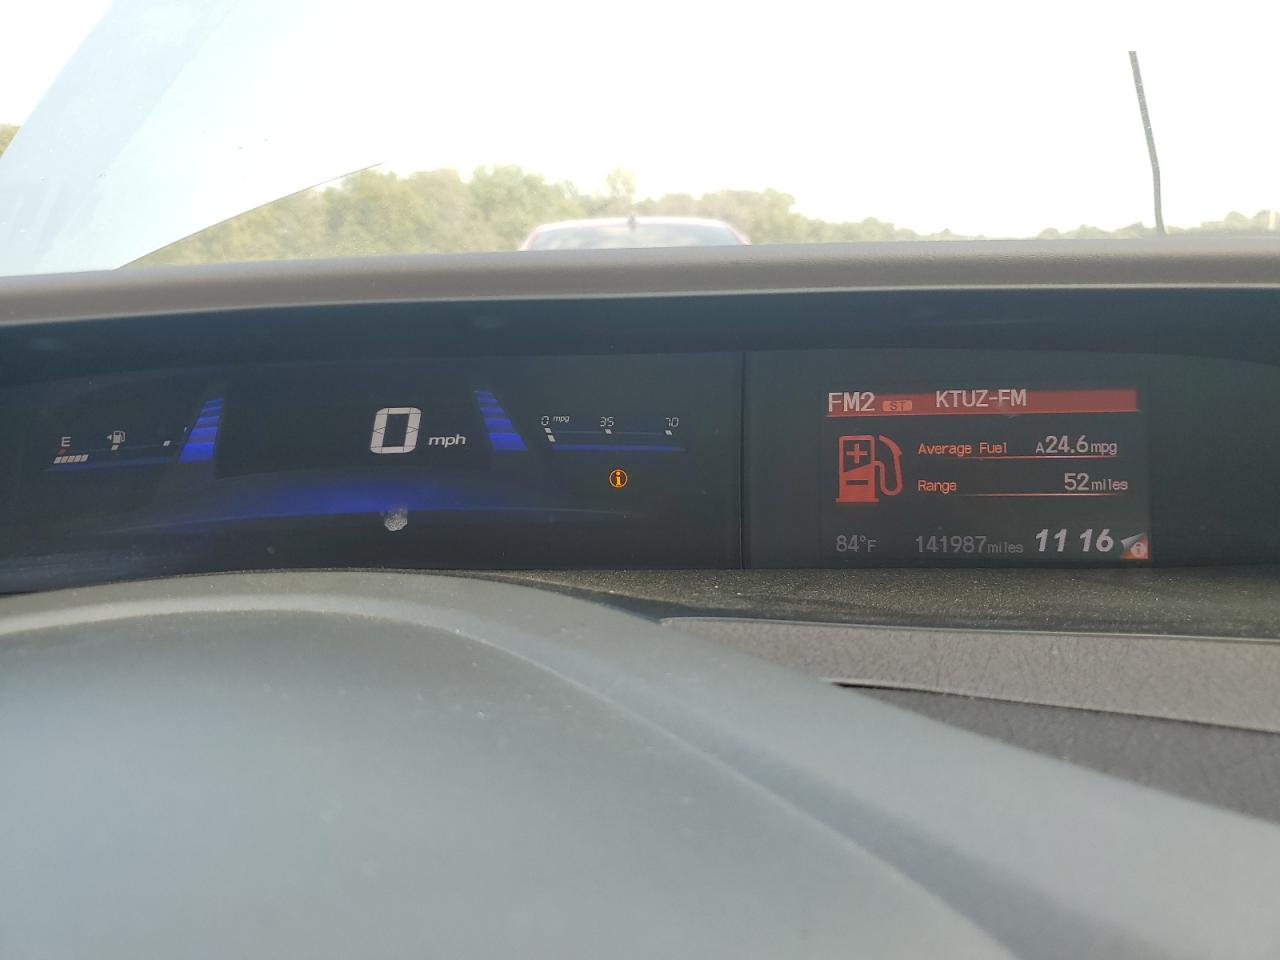 FM2 ST KTUZ-FM
E
0 mph
0 mpg 35 70
i
Average Fuel A24.6mpg
Range 52miles
84°F 141987miles 11 16 i